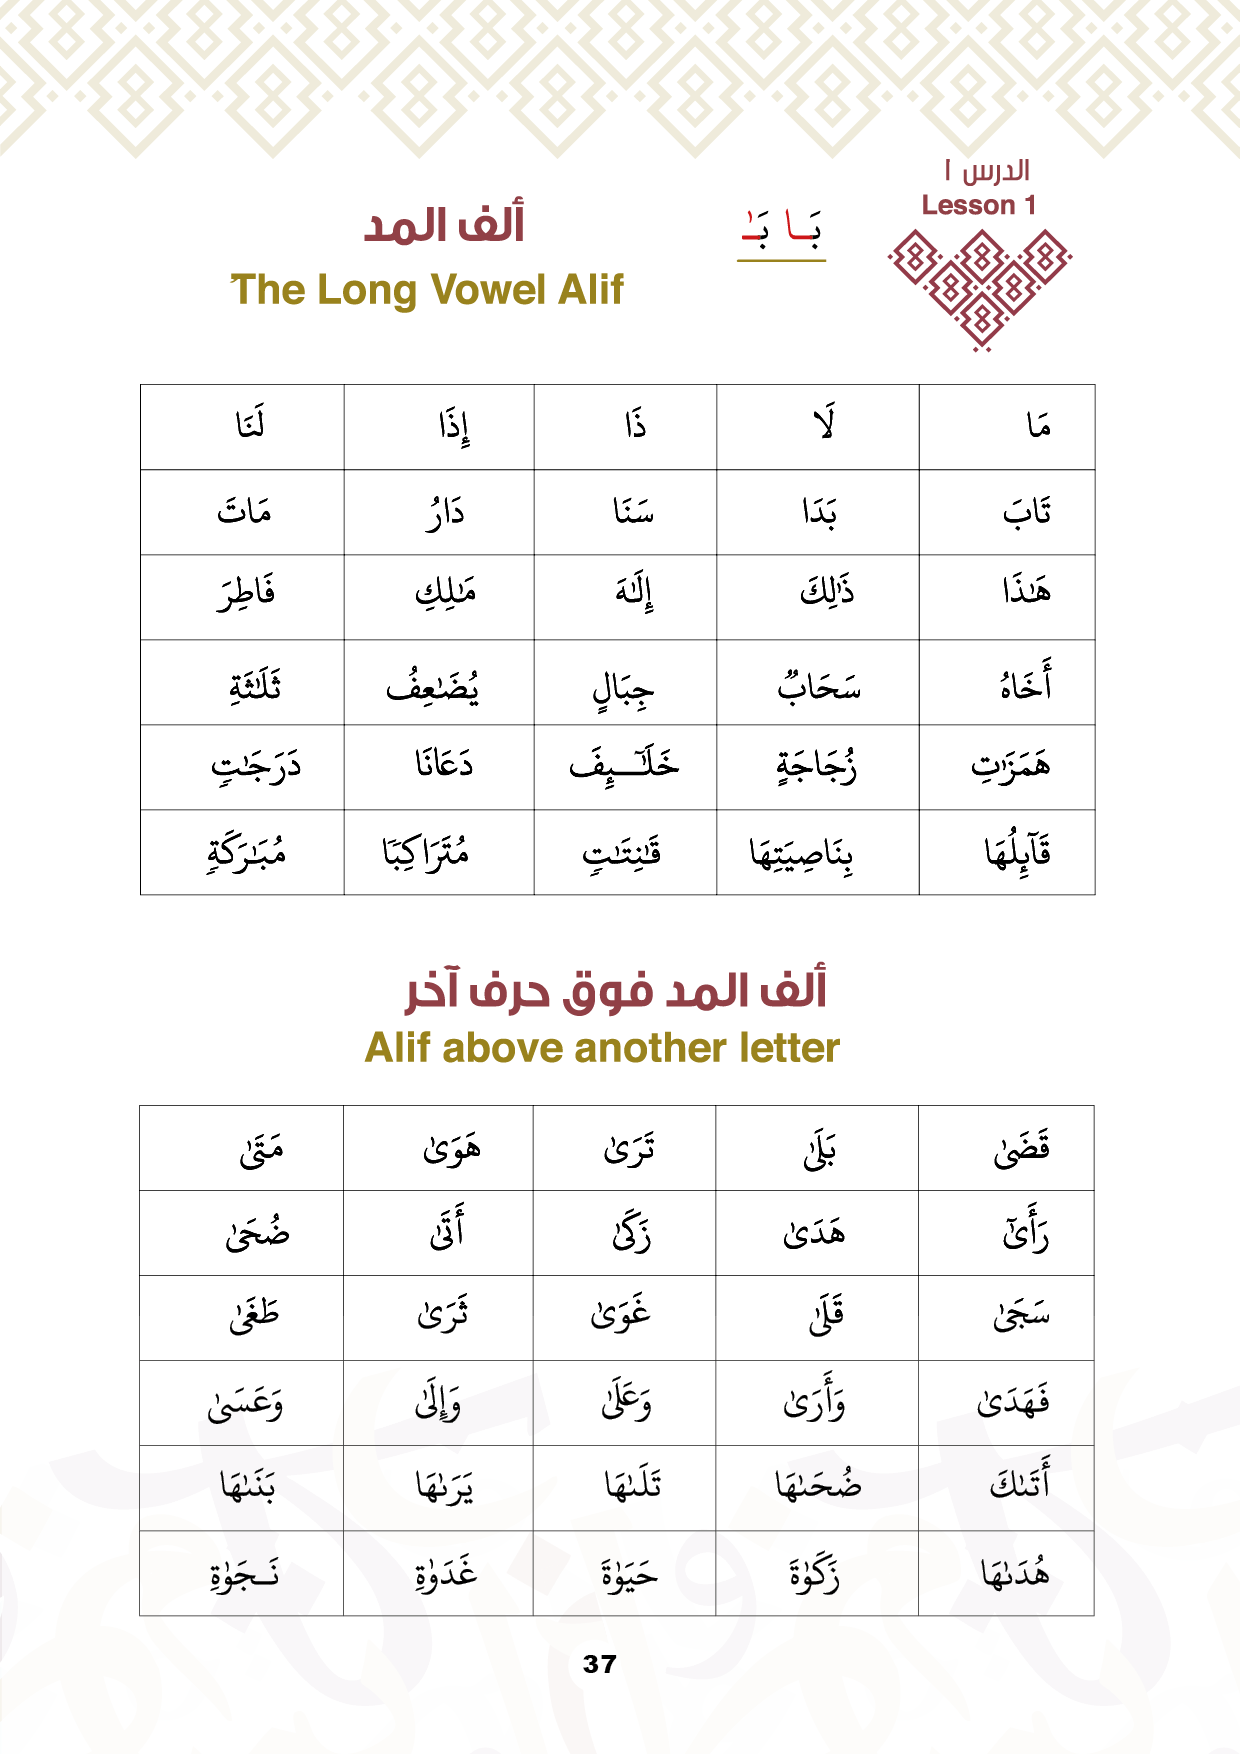 الدرس ١
Lesson 1
بَـا بَـٰ
ألف المد
The Long Vowel Alif
مَا لَا ذَا إِذَا لَنَا
تَابَ بَدَا سَنَا دَارُ مَاتَ
هَـٰذَا ذَٰلِكَ إِلَـٰهَ مَـٰلِكِ فَاطِرَ
أَخَاهُ سَحَابٌ جِبَالٍ يُضَـٰعِفُ ثَلَـٰثَةِ
هَمَزَٰتِ زُجَاجَةٍ خَلَـٰٓئِفَ دَعَانَا دَرَجَـٰتٍ
قَآئِلُهَا بِنَاصِيَتِهَا قَـٰنِتَـٰتٍ مُتَرَاكِبًا مُبَـٰرَكَةٍ
ألف المد فوق حرف آخر
Alif above another letter
قَضَىٰ بَلَىٰ تَرَىٰ هَوَىٰ مَتَىٰ
رَأَىٰٓ هَدَىٰ زَكَىٰ أَتَىٰ ضُحَىٰ
سَجَىٰ قَلَىٰ غَوَىٰ ثَرَىٰ طَغَىٰ
فَهَدَىٰ وَأَرَىٰ وَعَلَىٰ وَإِلَىٰ وَعَسَىٰ
أَتَىٰكَ ضُحَىٰهَا تَلَىٰهَا يَرَىٰهَا بَنَىٰهَا
هُدَىٰهَا زَكَوٰةَ حَيَوٰةَ غَدَوٰةِ نَـجَوٰةِ
37